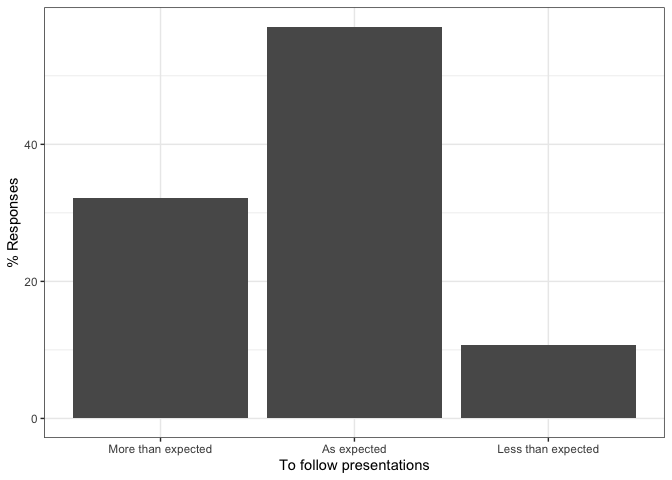 % Responses
40
20
0
More than expected As expected Less than expected
To follow presentations